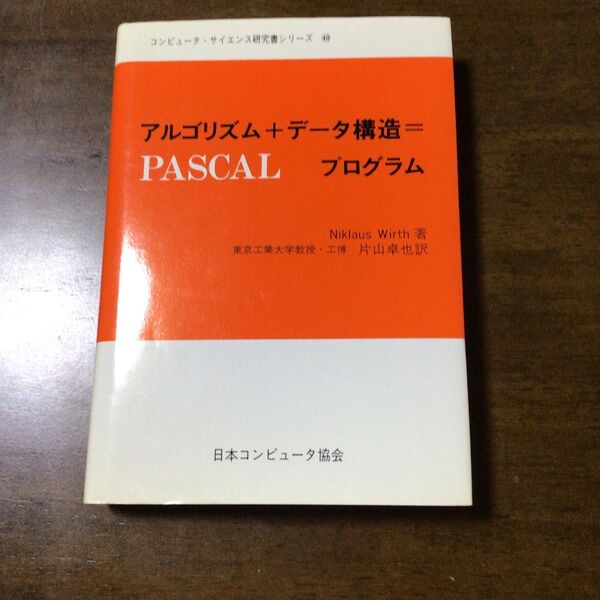 コンピュータ・サイエンス研究書シリーズ ㊵
アルゴリズム+データ構造=
PASCAL プログラム
Niklaus Wirth 著
東京工業大学教授・工博 片山卓也訳
日本コンピュータ協会